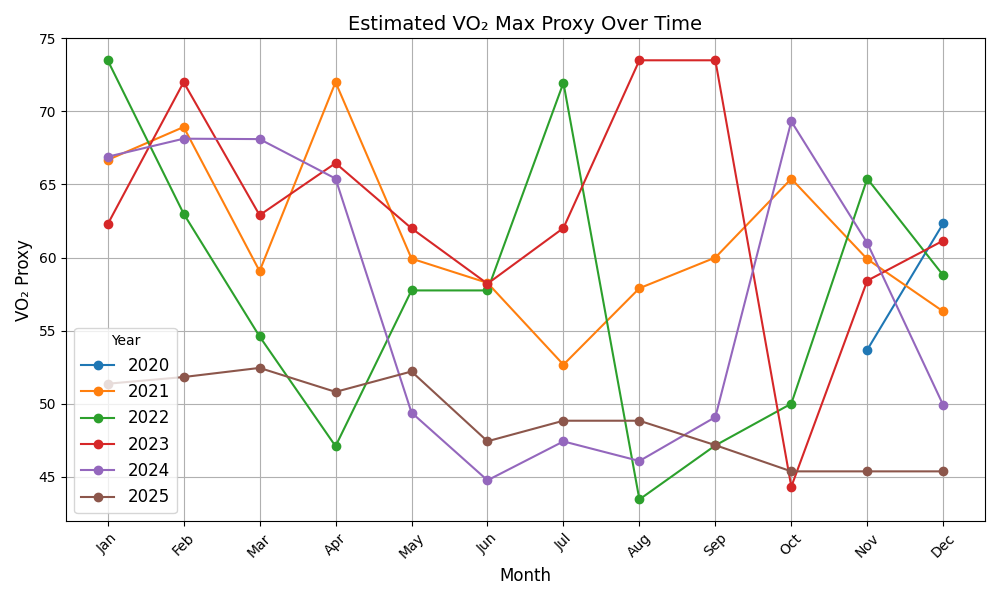 Estimated VO₂ Max Proxy Over Time
VO₂ Proxy
75
70
65
60
55
50
45
Year
2020
2021
2022
2023
2024
2025
Jan
Feb
Mar
Apr
May
Jun
Jul
Aug
Sep
Oct
Nov
Dec
Month